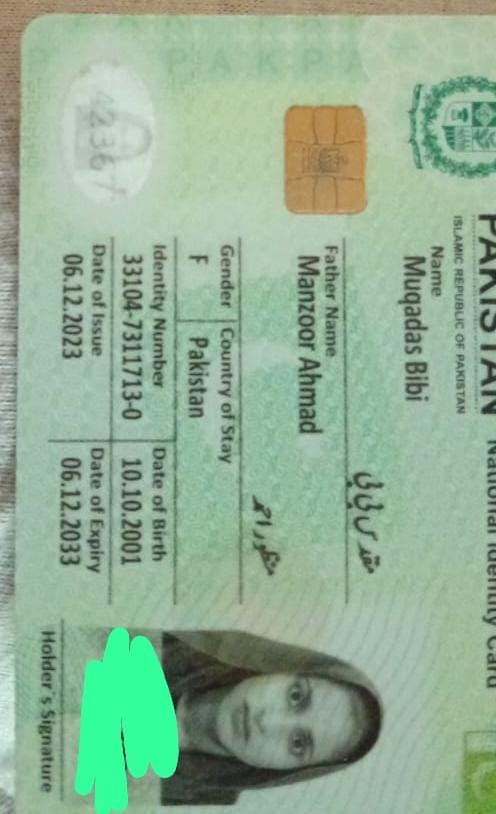 PAKISTAN National Identity Card
ISLAMIC REPUBLIC OF PAKISTAN
Name
Muqadas Bibi
مقدس بی بی
Father Name
Manzoor Ahmad
منظور احمد
Gender Country of Stay
F Pakistan
Identity Number Date of Birth
33104-7311713-0 10.10.2001
Date of Issue Date of Expiry
06.12.2023 06.12.2033
42367
Holder's Signature